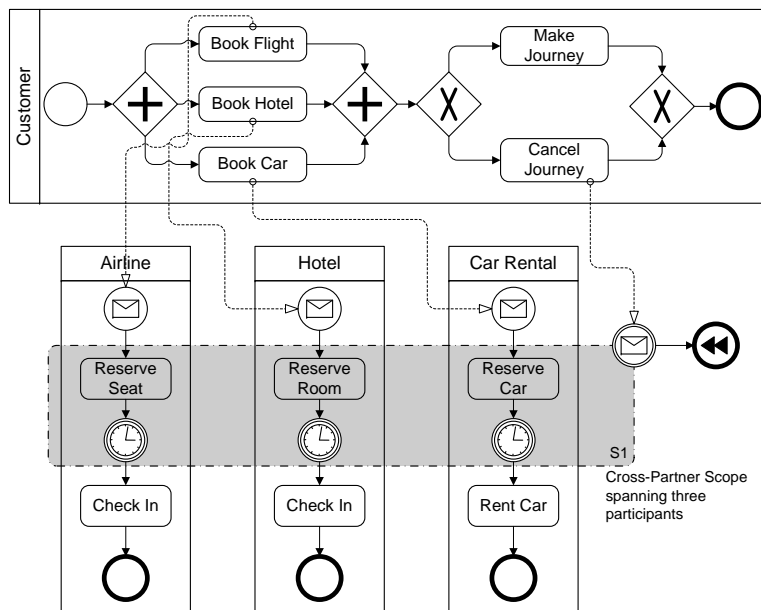 Customer
Book Flight
Book Hotel
Book Car
Make
Journey
Cancel
Journey
Airline
Hotel
Car Rental
Reserve
Seat
Reserve
Room
Reserve
Car
S1
Cross-Partner Scope
spanning three
participants
Check In
Check In
Rent Car